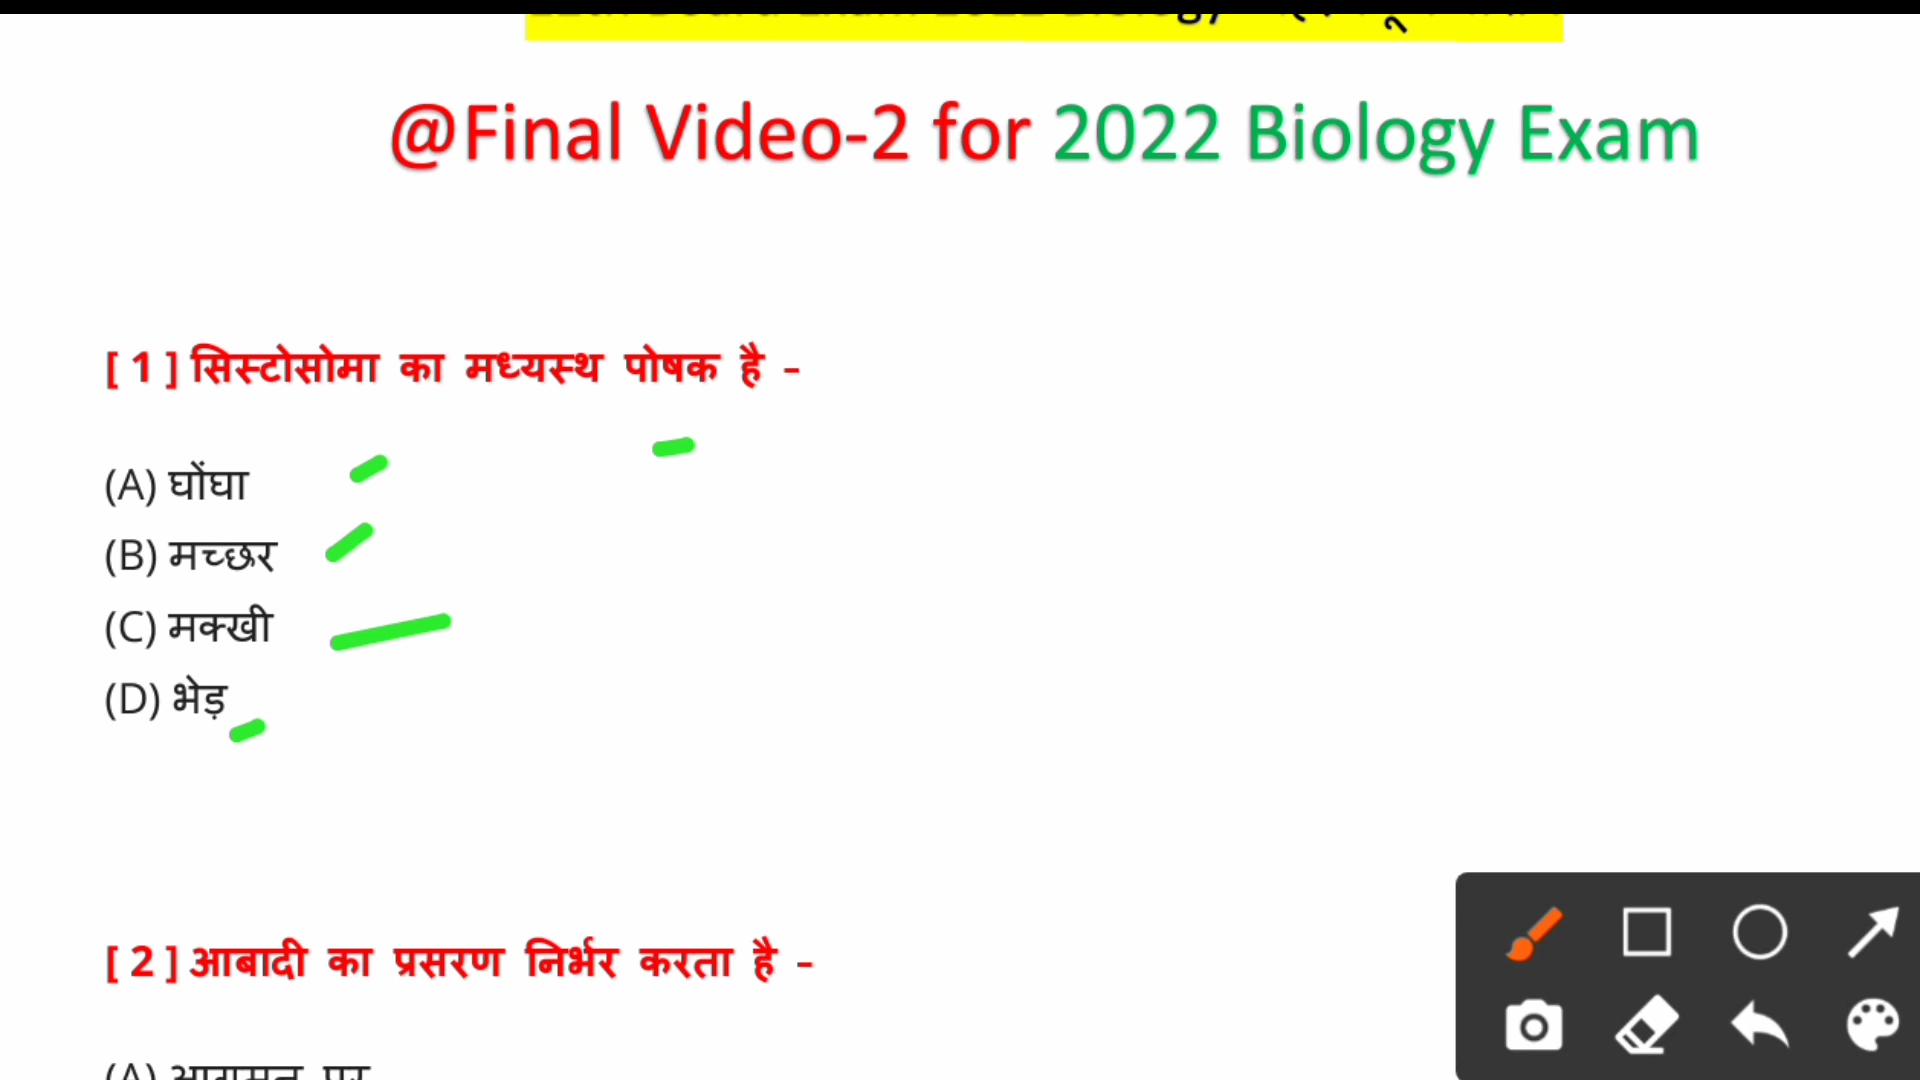 @Final Video-2 for 2022 Biology Exam
[ 1 ] सिस्टोसोमा का मध्यस्थ पोषक है –
(A) घोंघा
(B) मच्छर
(C) मक्खी
(D) भेड़
[ 2 ] आबादी का प्रसरण निर्भर करता है –